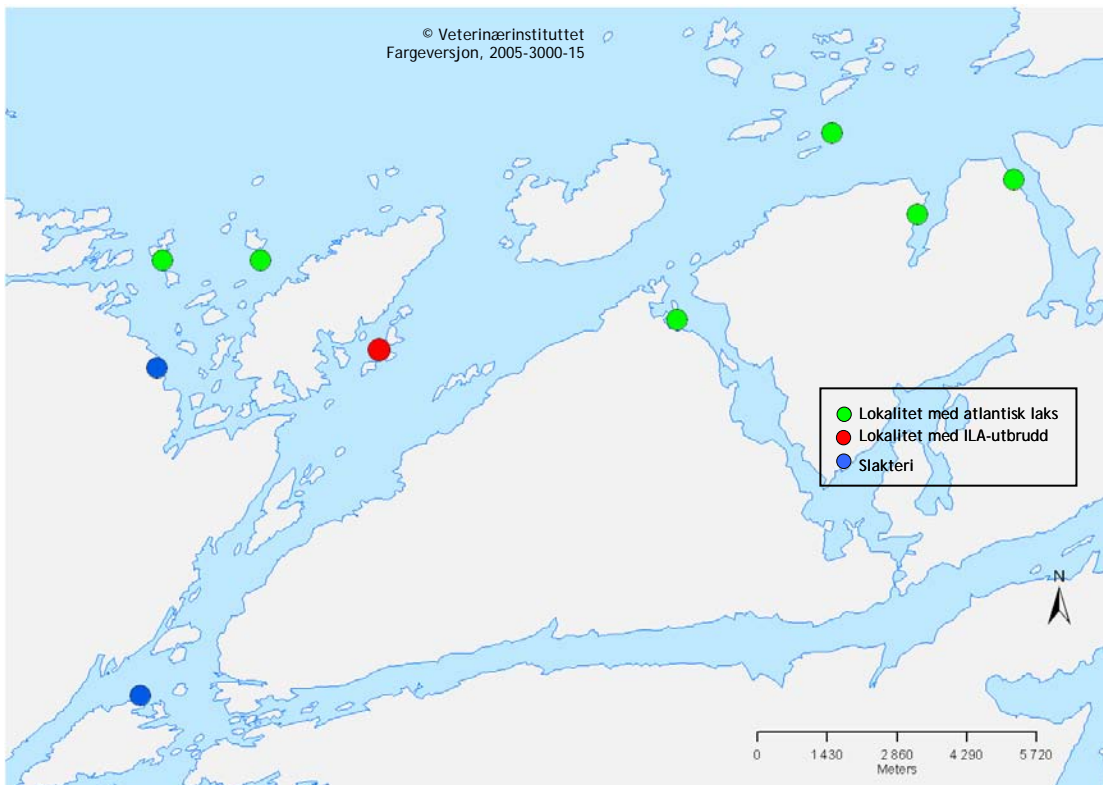 © Veterinærinstituttet
Fargeversjon, 2005-3000-15
Lokalitet med atlantisk laks
Lokalitet med ILA-utbrudd
Slakteri
N
0 1 430 2 860 4 290 5 720
Meters